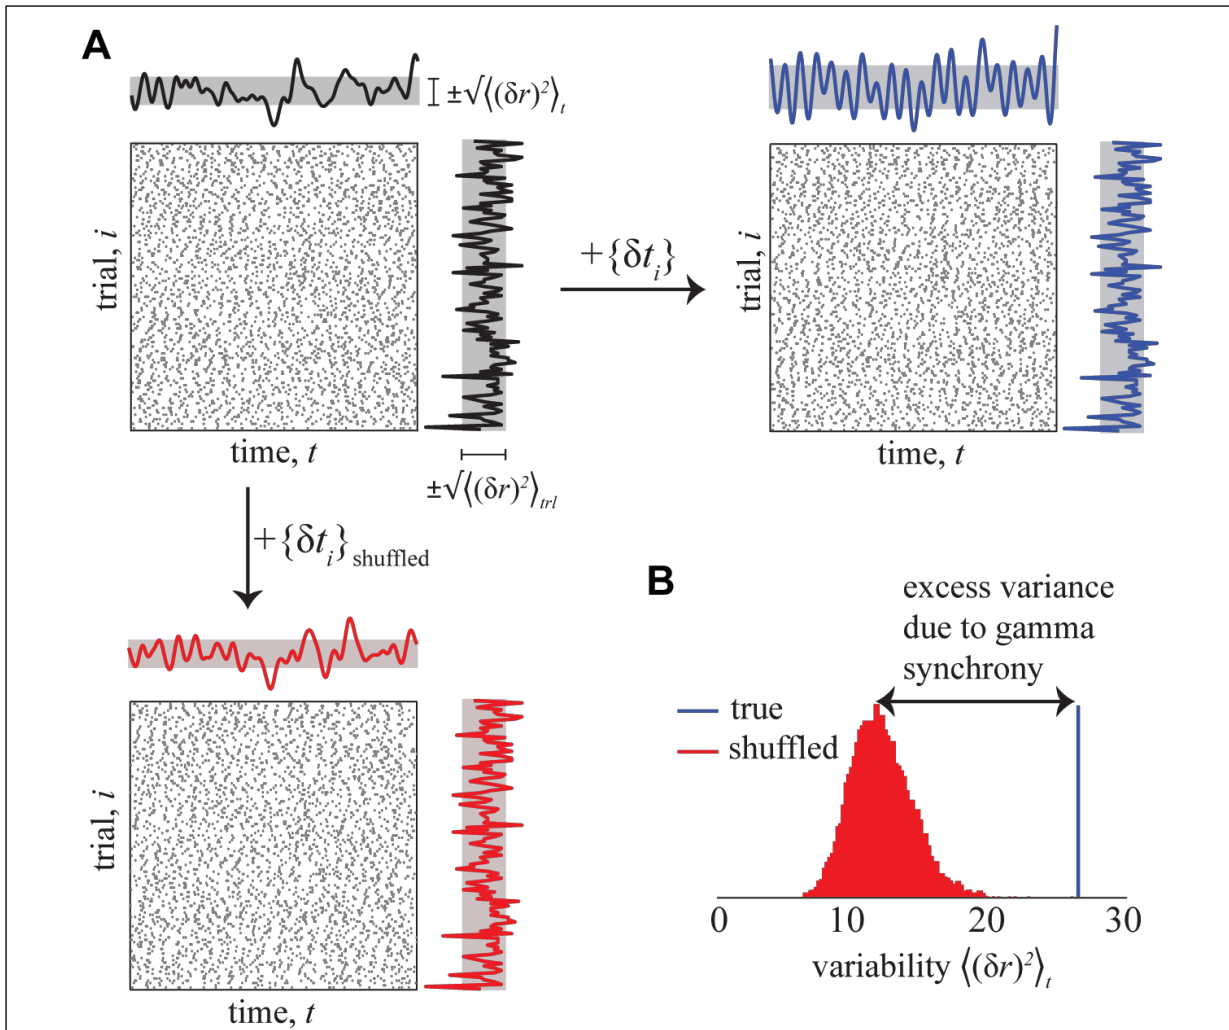 A
±√⟨(δr)²⟩t
trial, i
time, t
±√⟨(δr)²⟩trl
+{δti}
trial, i
time, t
+{δti}shuffled
trial, i
time, t
B
excess variance
due to gamma
synchrony
true
shuffled
0 10 20 30
variability ⟨(δr)²⟩t